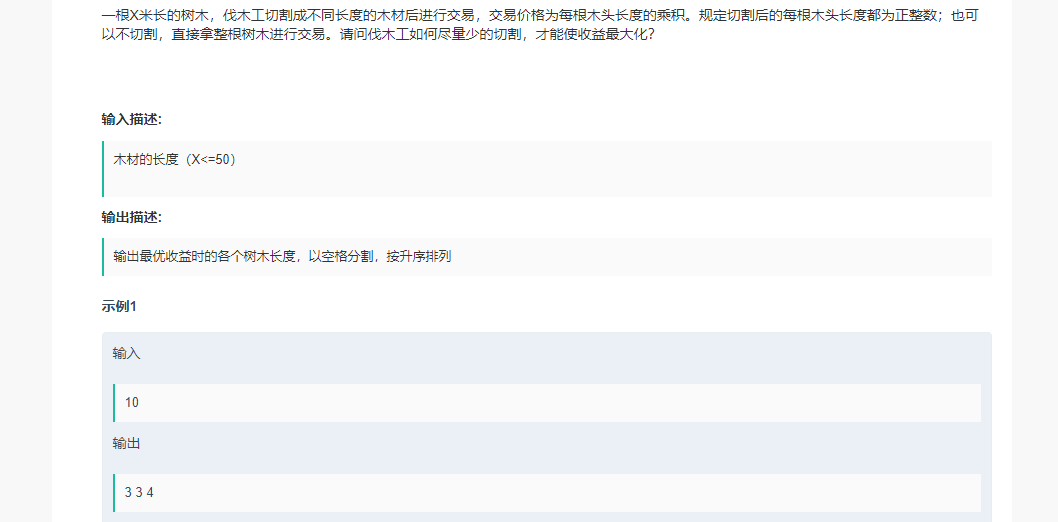 一根X米长的树木，伐木工切割成不同长度的木材后进行交易，交易价格为每根木头长度的乘积。规定切割后的每根木头长度都为正整数；也可
以不切割，直接拿整根树木进行交易。请问伐木工如何尽量少的切割，才能使收益最大化？
输入描述:
木材的长度（X<=50）
输出描述:
输出最优收益时的各个树木长度，以空格分割，按升序排列
示例1
输入
10
输出
3 3 4